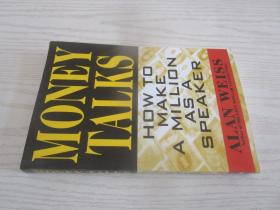 MONEY
TALKS
HOW TO
MAKE
A MILLION
AS A
SPEAKER
ALAN WEISS